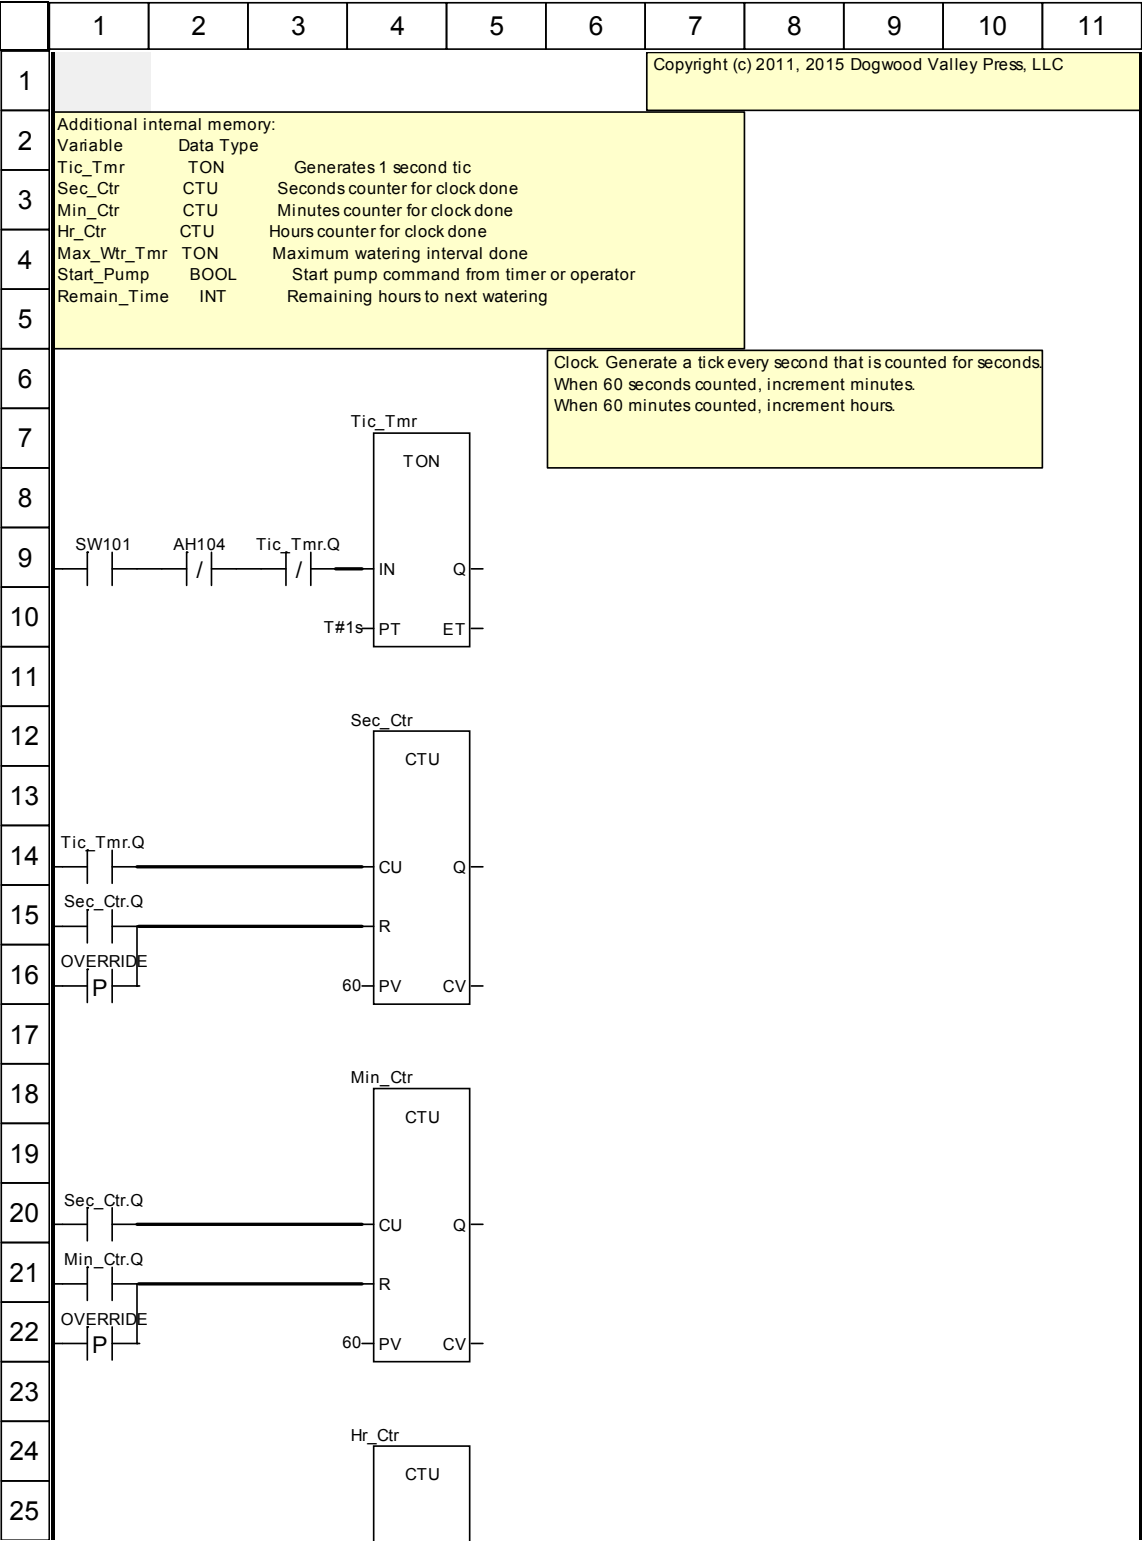 1 2 3 4 5 6 7 8 9 10 11
1
Copyright (c) 2011, 2015 Dogwood Valley Press, LLC
2
Additional internal memory:
Variable Data Type
Tic_Tmr TON Generates 1 second tic
3
Sec_Ctr CTU Seconds counter for clock done
Min_Ctr CTU Minutes counter for clock done
Hr_Ctr CTU Hours counter for clock done
4
Max_Wtr_Tmr TON Maximum watering interval done
Start_Pump BOOL Start pump command from timer or operator
Remain_Time INT Remaining hours to next watering
5
6
Clock. Generate a tick every second that is counted for seconds.
When 60 seconds counted, increment minutes.
When 60 minutes counted, increment hours.
7
Tic_Tmr
TON
8
9
SW101 AH104 Tic_Tmr.Q
/ / IN Q
10
T#1s PT ET
11
12
Sec_Ctr
CTU
13
14
Tic_Tmr.Q
CU Q
15
Sec_Ctr.Q
R
16
OVERRIDE
P 60 PV CV
17
18
Min_Ctr
CTU
19
20
Sec_Ctr.Q
CU Q
21
Min_Ctr.Q
R
22
OVERRIDE
P 60 PV CV
23
24
Hr_Ctr
CTU
25